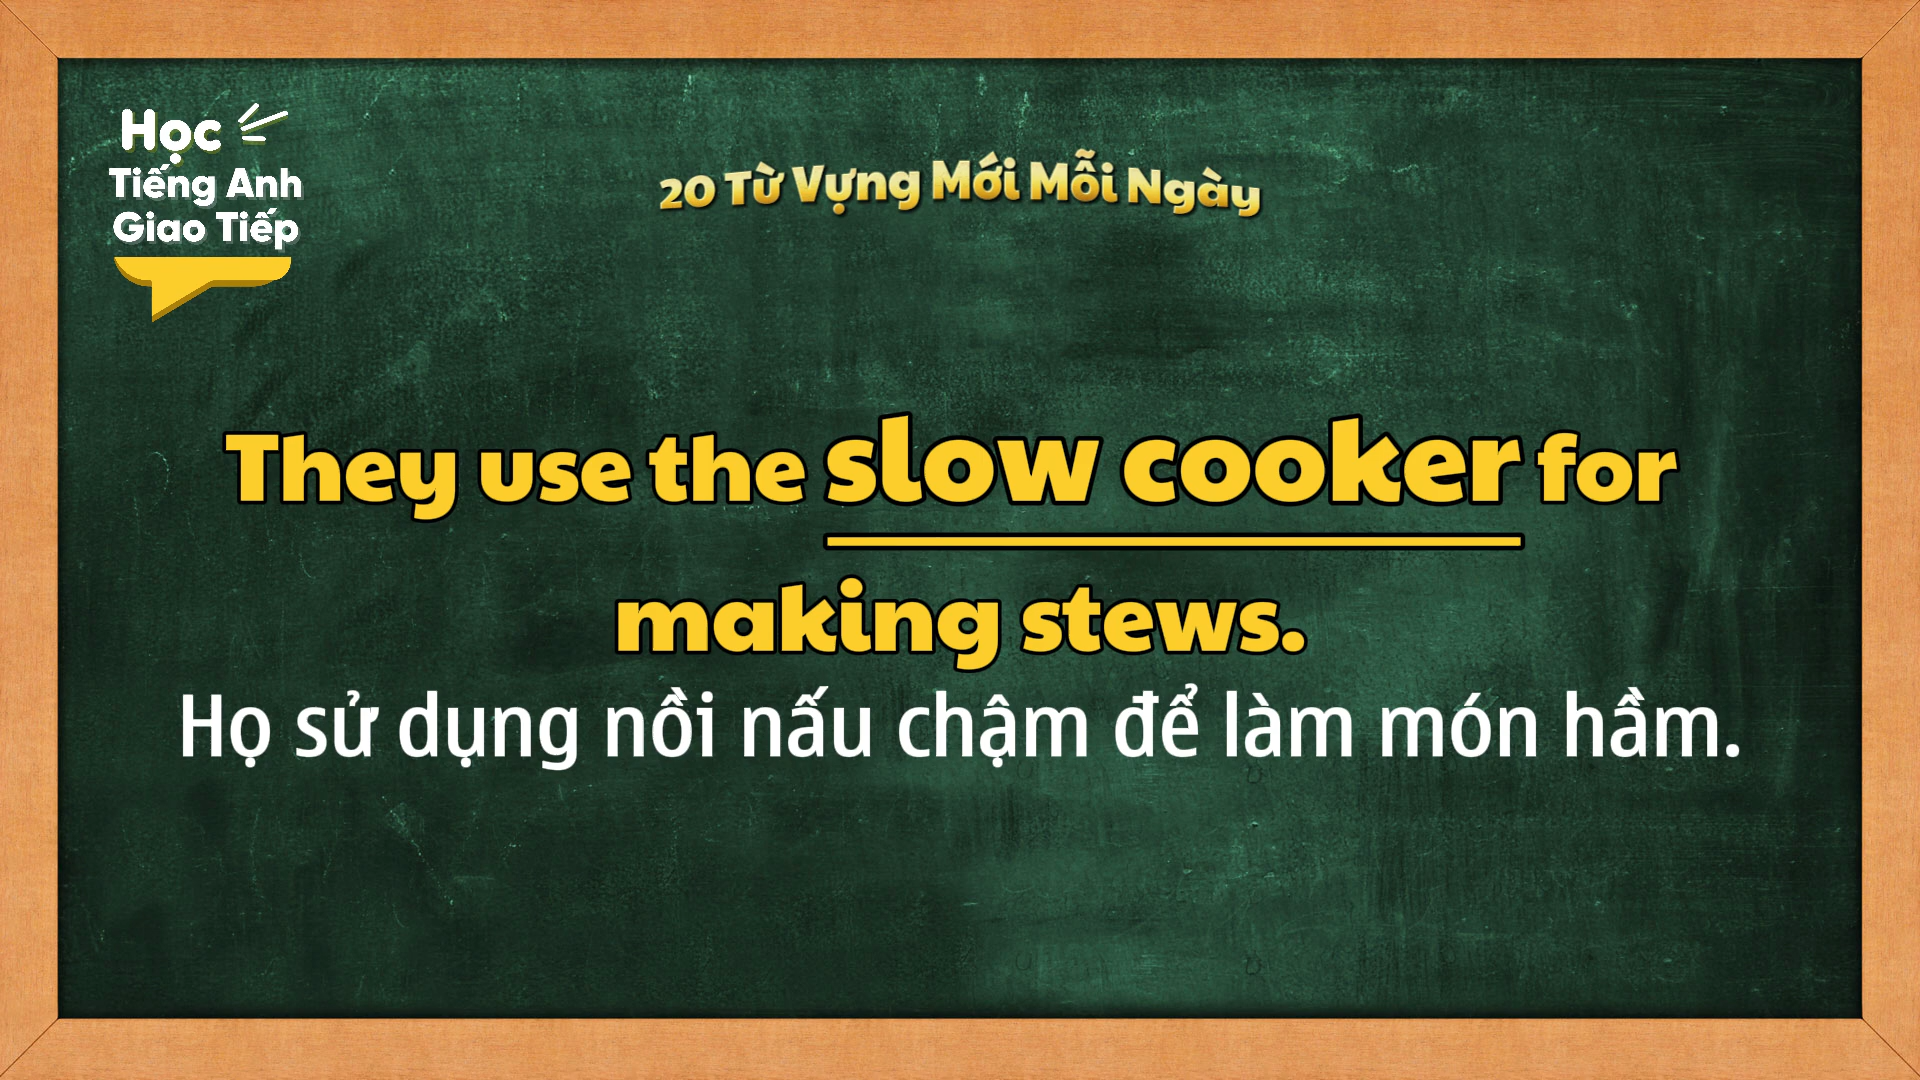 Học
Tiếng Anh
Giao Tiếp
20 Từ Vựng Mới Mỗi Ngày
They use the slow cooker for
making stews.
Họ sử dụng nồi nấu chậm để làm món hầm.